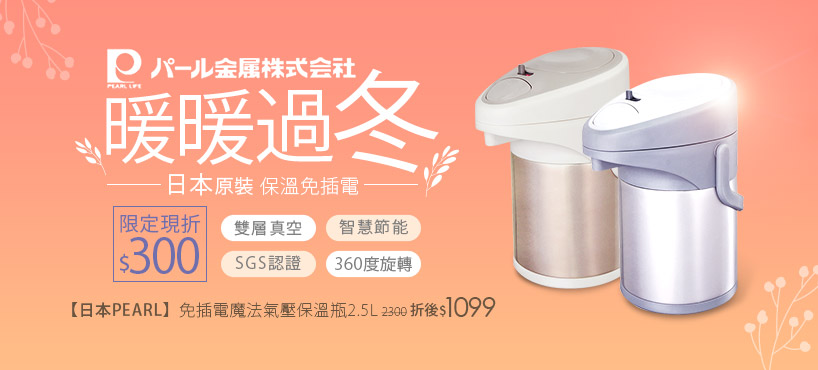 P
PEARL LIFE
パール金属株式会社
暖暖過冬
日本原裝 保溫免插電
限定現折
$300
雙層真空
智慧節能
SGS認證
360度旋轉
【日本PEARL】免插電魔法氣壓保溫瓶2.5L 2300 折後$1099